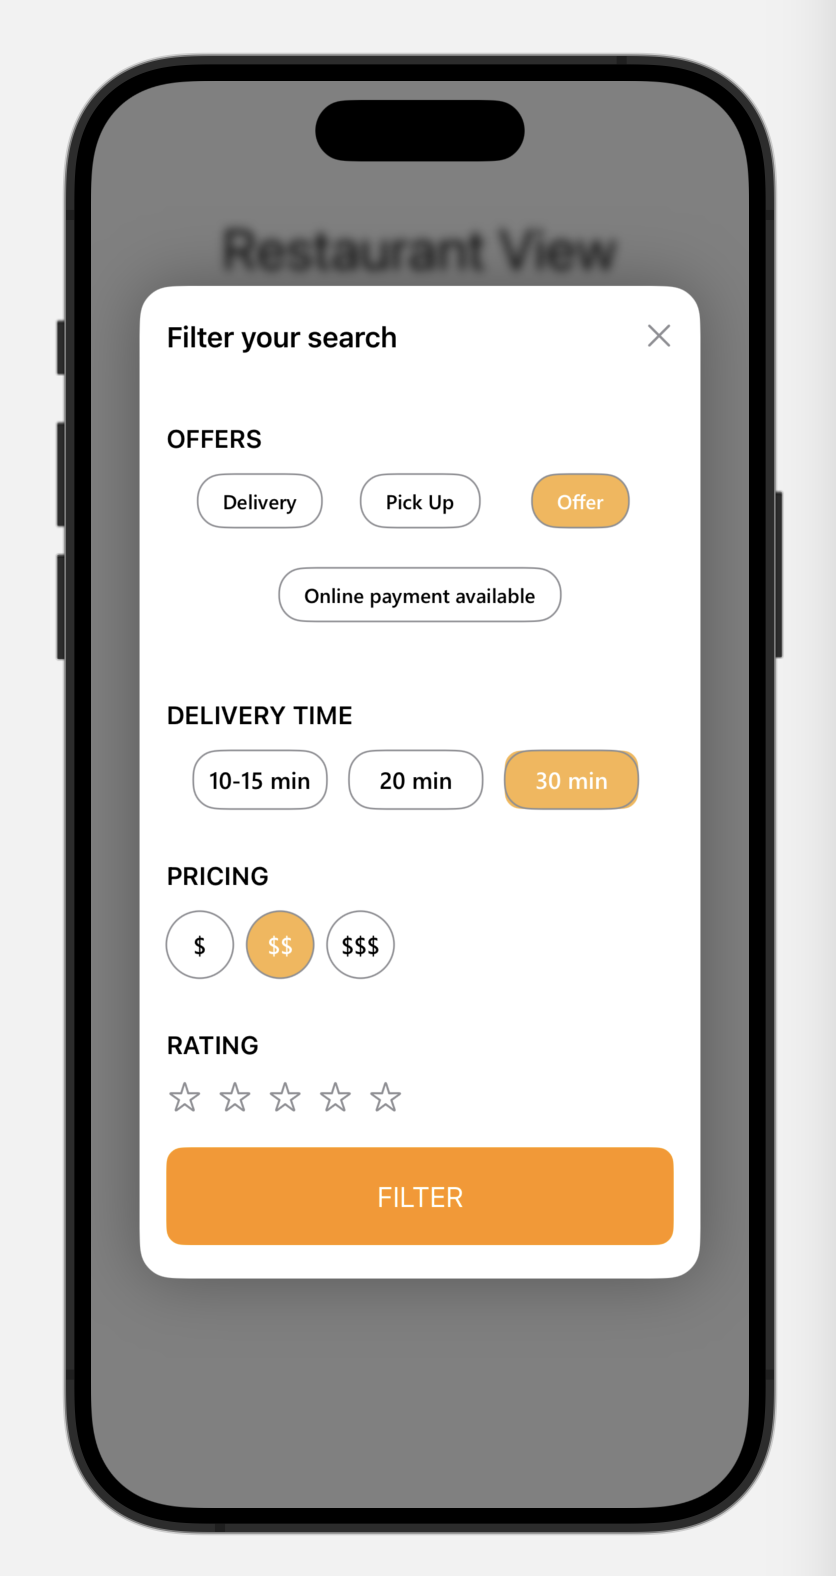 Restaurant View
Filter your search
OFFERS
Delivery Pick Up Offer
Online payment available
DELIVERY TIME
10-15 min 20 min 30 min
PRICING
$ $$ $$$
RATING
FILTER